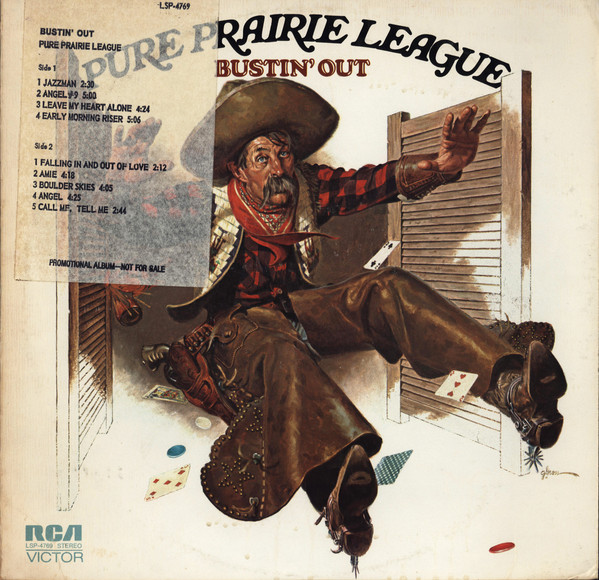 LSP-4769
BUSTIN' OUT
PURE PRAIRIE LEAGUE
Side 1
1 JAZZMAN 2:30
2 ANGEL #9 5:00
3 LEAVE MY HEART ALONE 4:24
4 EARLY MORNING RISER 5:06
Side 2
1 FALLING IN AND OUT OF LOVE 2:12
2 AMIE 4:18
3 BOULDER SKIES 4:05
4 ANGEL 4:25
5 CALL ME, TELL ME 2:44
PROMOTIONAL ALBUM—NOT FOR SALE
PURE PRAIRIE LEAGUE
BUSTIN' OUT
RCA
LSP-4769 STEREO
VICTOR